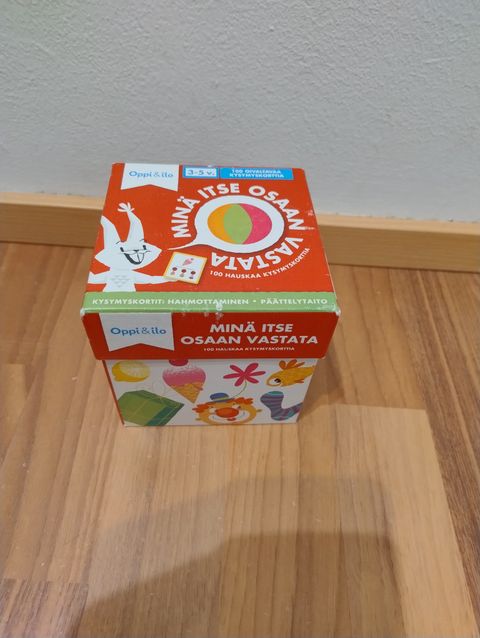 Oppi&ilo
3-5 v.
100 OIVALTAVAA
KYSYMYSKORTTIA
MINÄ ITSE OSAAN VASTATA
100 HAUSKAA KYSYMYSKORTTIA
KYSYMYSKORTIT: HAHMOTTAMINEN • PÄÄTTELYTAITO
Oppi&ilo
MINÄ ITSE
OSAAN VASTATA
100 HAUSKAA KYSYMYSKORTTIA